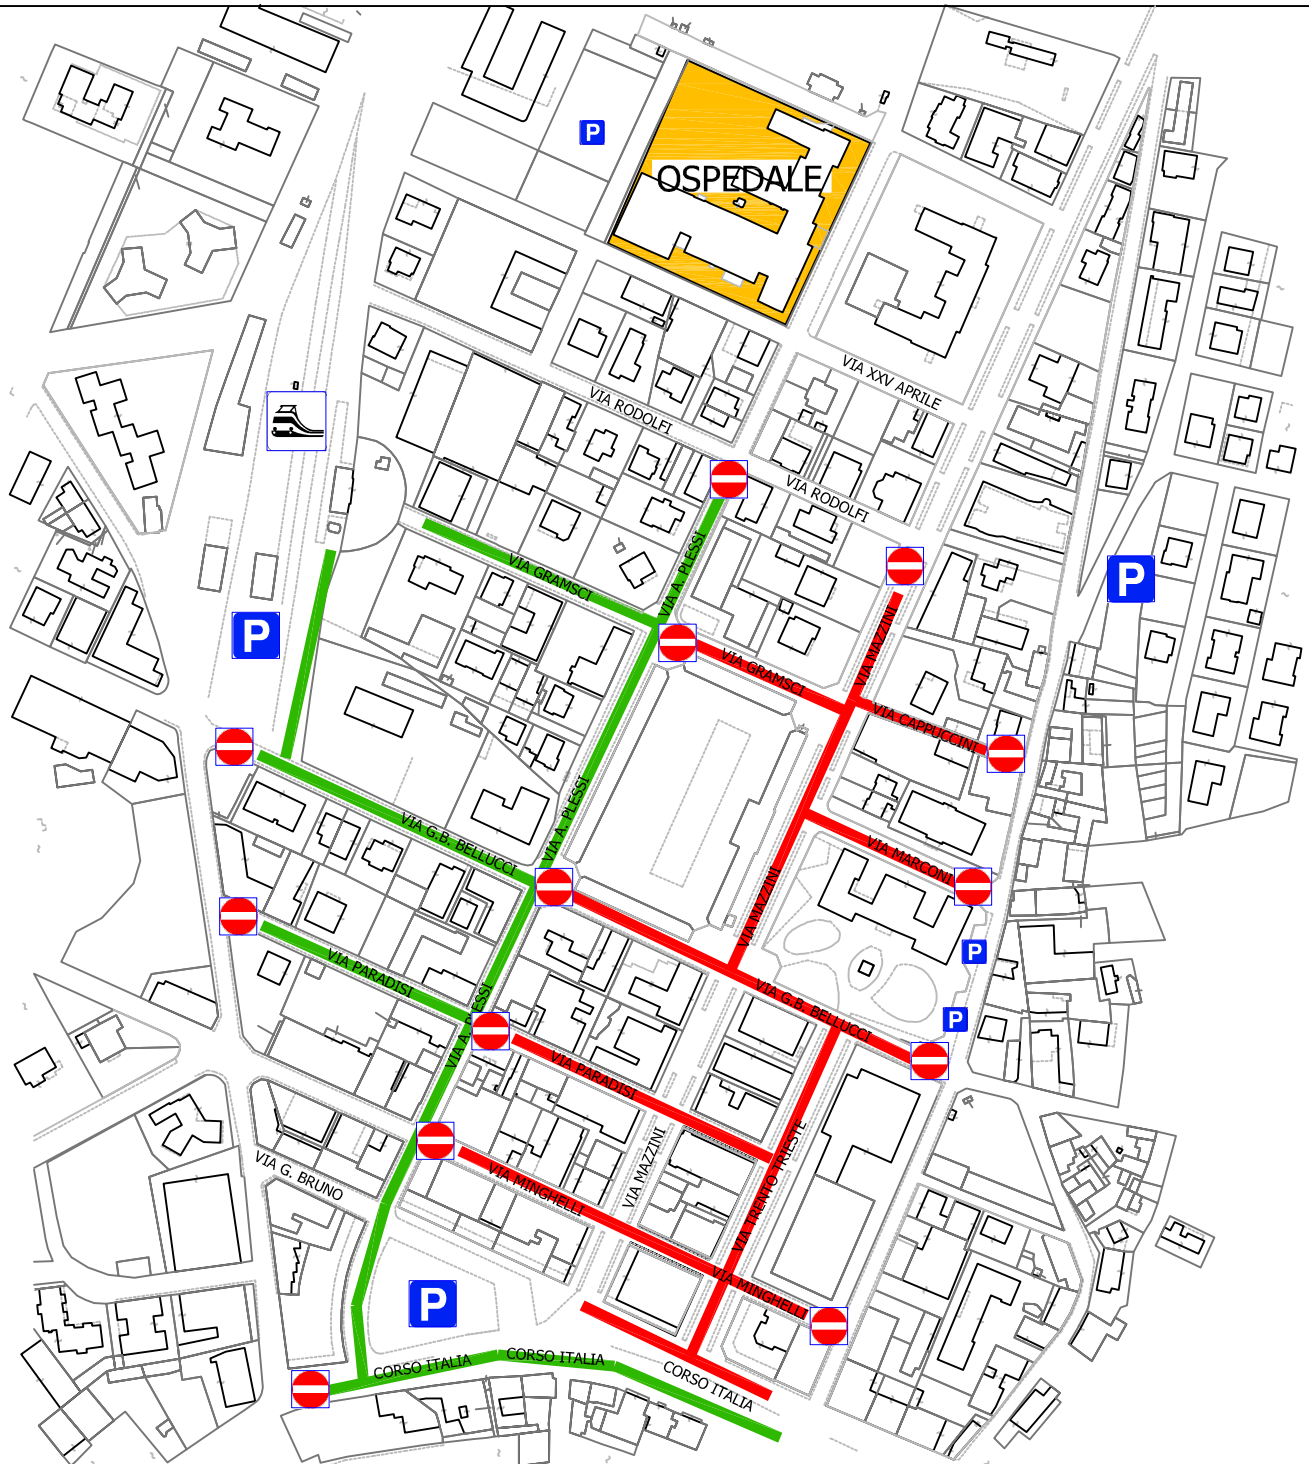 P
OSPEDALE
VIA XXV APRILE
VIA RODOLFI
VIA RODOLFI
VIA A. PLESSI
VIA GRAMSCI
P
P
VIA GRAMSCI
VIA MAZZINI
VIA CAPPUCCINI
VIA A. PLESSI
VIA G.B. BELLUCCI
VIA MARCONI
VIA MAZZINI
P
VIA PARADISI
VIA G.B. BELLUCCI
P
VIA A. PLESSI
VIA PARADISI
VIA MAZZINI
VIA TRENTO TRIESTE
VIA G. BRUNO
VIA MINGHELLI
VIA MINGHELLI
P
CORSO ITALIA
CORSO ITALIA
CORSO ITALIA